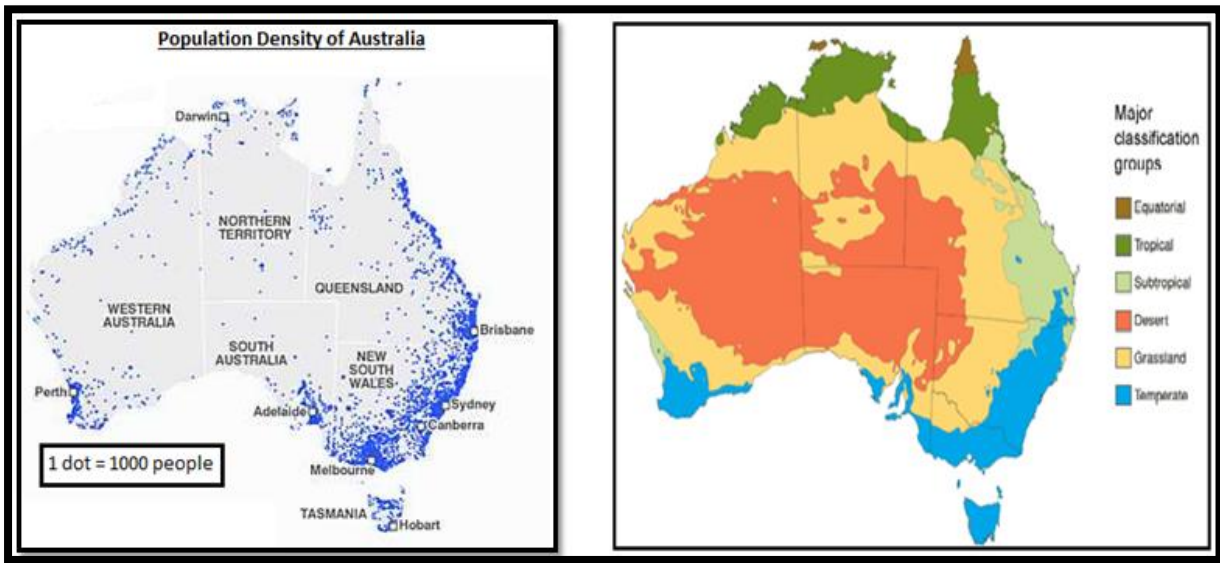 Population Density of Australia
Darwin
NORTHERN
TERRITORY
QUEENSLAND
WESTERN
AUSTRALIA
SOUTH
AUSTRALIA
NEW
SOUTH
WALES
Brisbane
Perth
Adelaide
Sydney
Canberra
Melbourne
TASMANIA
Hobart
1 dot = 1000 people
Major
classification
groups
Equatorial
Tropical
Subtropical
Desert
Grassland
Temperate